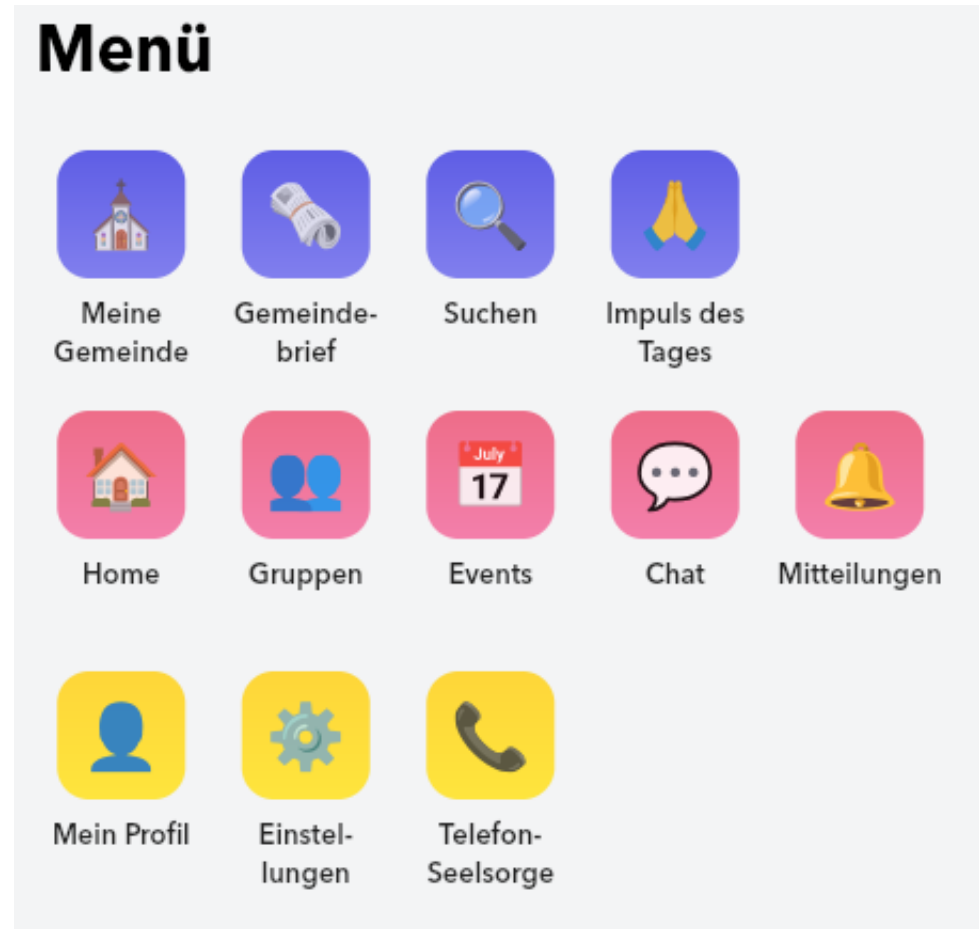 Menü
Meine Gemeinde-
Gemeinde brief
Suchen
Impuls des
Tages
July
17
Home
Gruppen
Events
Chat
Mitteilungen
Mein Profil
Einstel-
lungen
Telefon-
Seelsorge